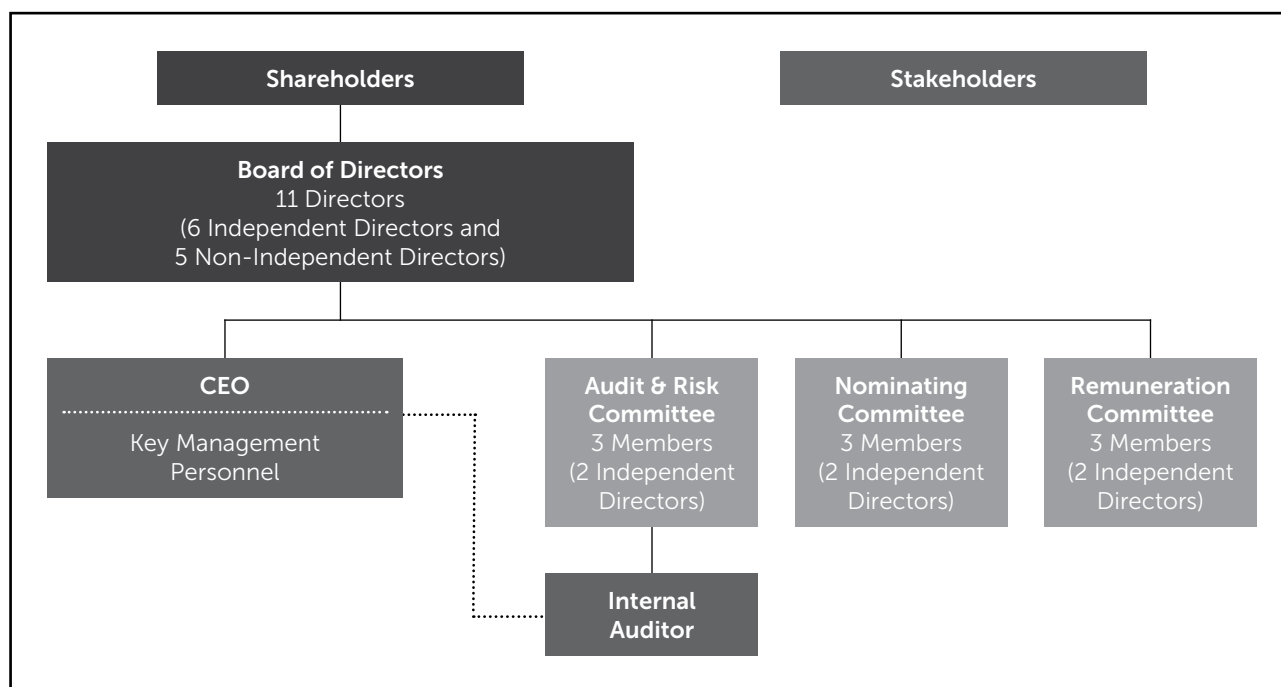 Shareholders
Stakeholders
Board of Directors
11 Directors
(6 Independent Directors and
5 Non-Independent Directors)
CEO
Key Management
Personnel
Audit & Risk
Committee
3 Members
(2 Independent
Directors)
Nominating
Committee
3 Members
(2 Independent
Directors)
Remuneration
Committee
3 Members
(2 Independent
Directors)
Internal
Auditor